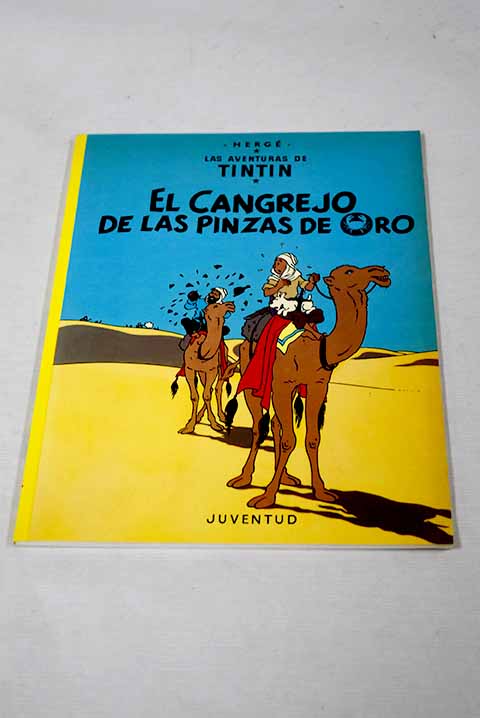 · HERGÉ ·
LAS AVENTURAS DE
TINTIN
EL CANGREJO
DE LAS PINZAS DE ORO
JUVENTUD